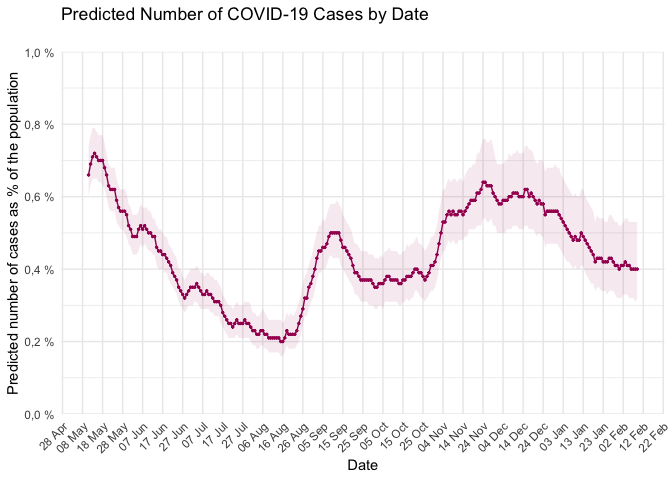 Predicted Number of COVID-19 Cases by Date
Predicted number of cases as % of the population
1,0 %
0,8 %
0,6 %
0,4 %
0,2 %
0,0 %
28 Apr
08 May
18 May
28 May
07 Jun
17 Jun
27 Jun
07 Jul
17 Jul
27 Jul
06 Aug
16 Aug
26 Aug
05 Sep
15 Sep
25 Sep
05 Oct
15 Oct
25 Oct
04 Nov
14 Nov
24 Nov
04 Dec
14 Dec
24 Dec
03 Jan
13 Jan
23 Jan
02 Feb
12 Feb
22 Feb
Date